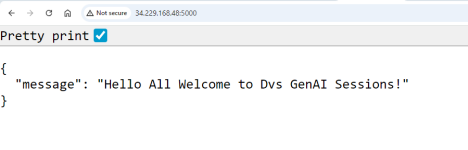 Not secure 34.229.168.48:5000
Pretty print
{
"message": "Hello All Welcome to Dvs GenAI Sessions!"
}